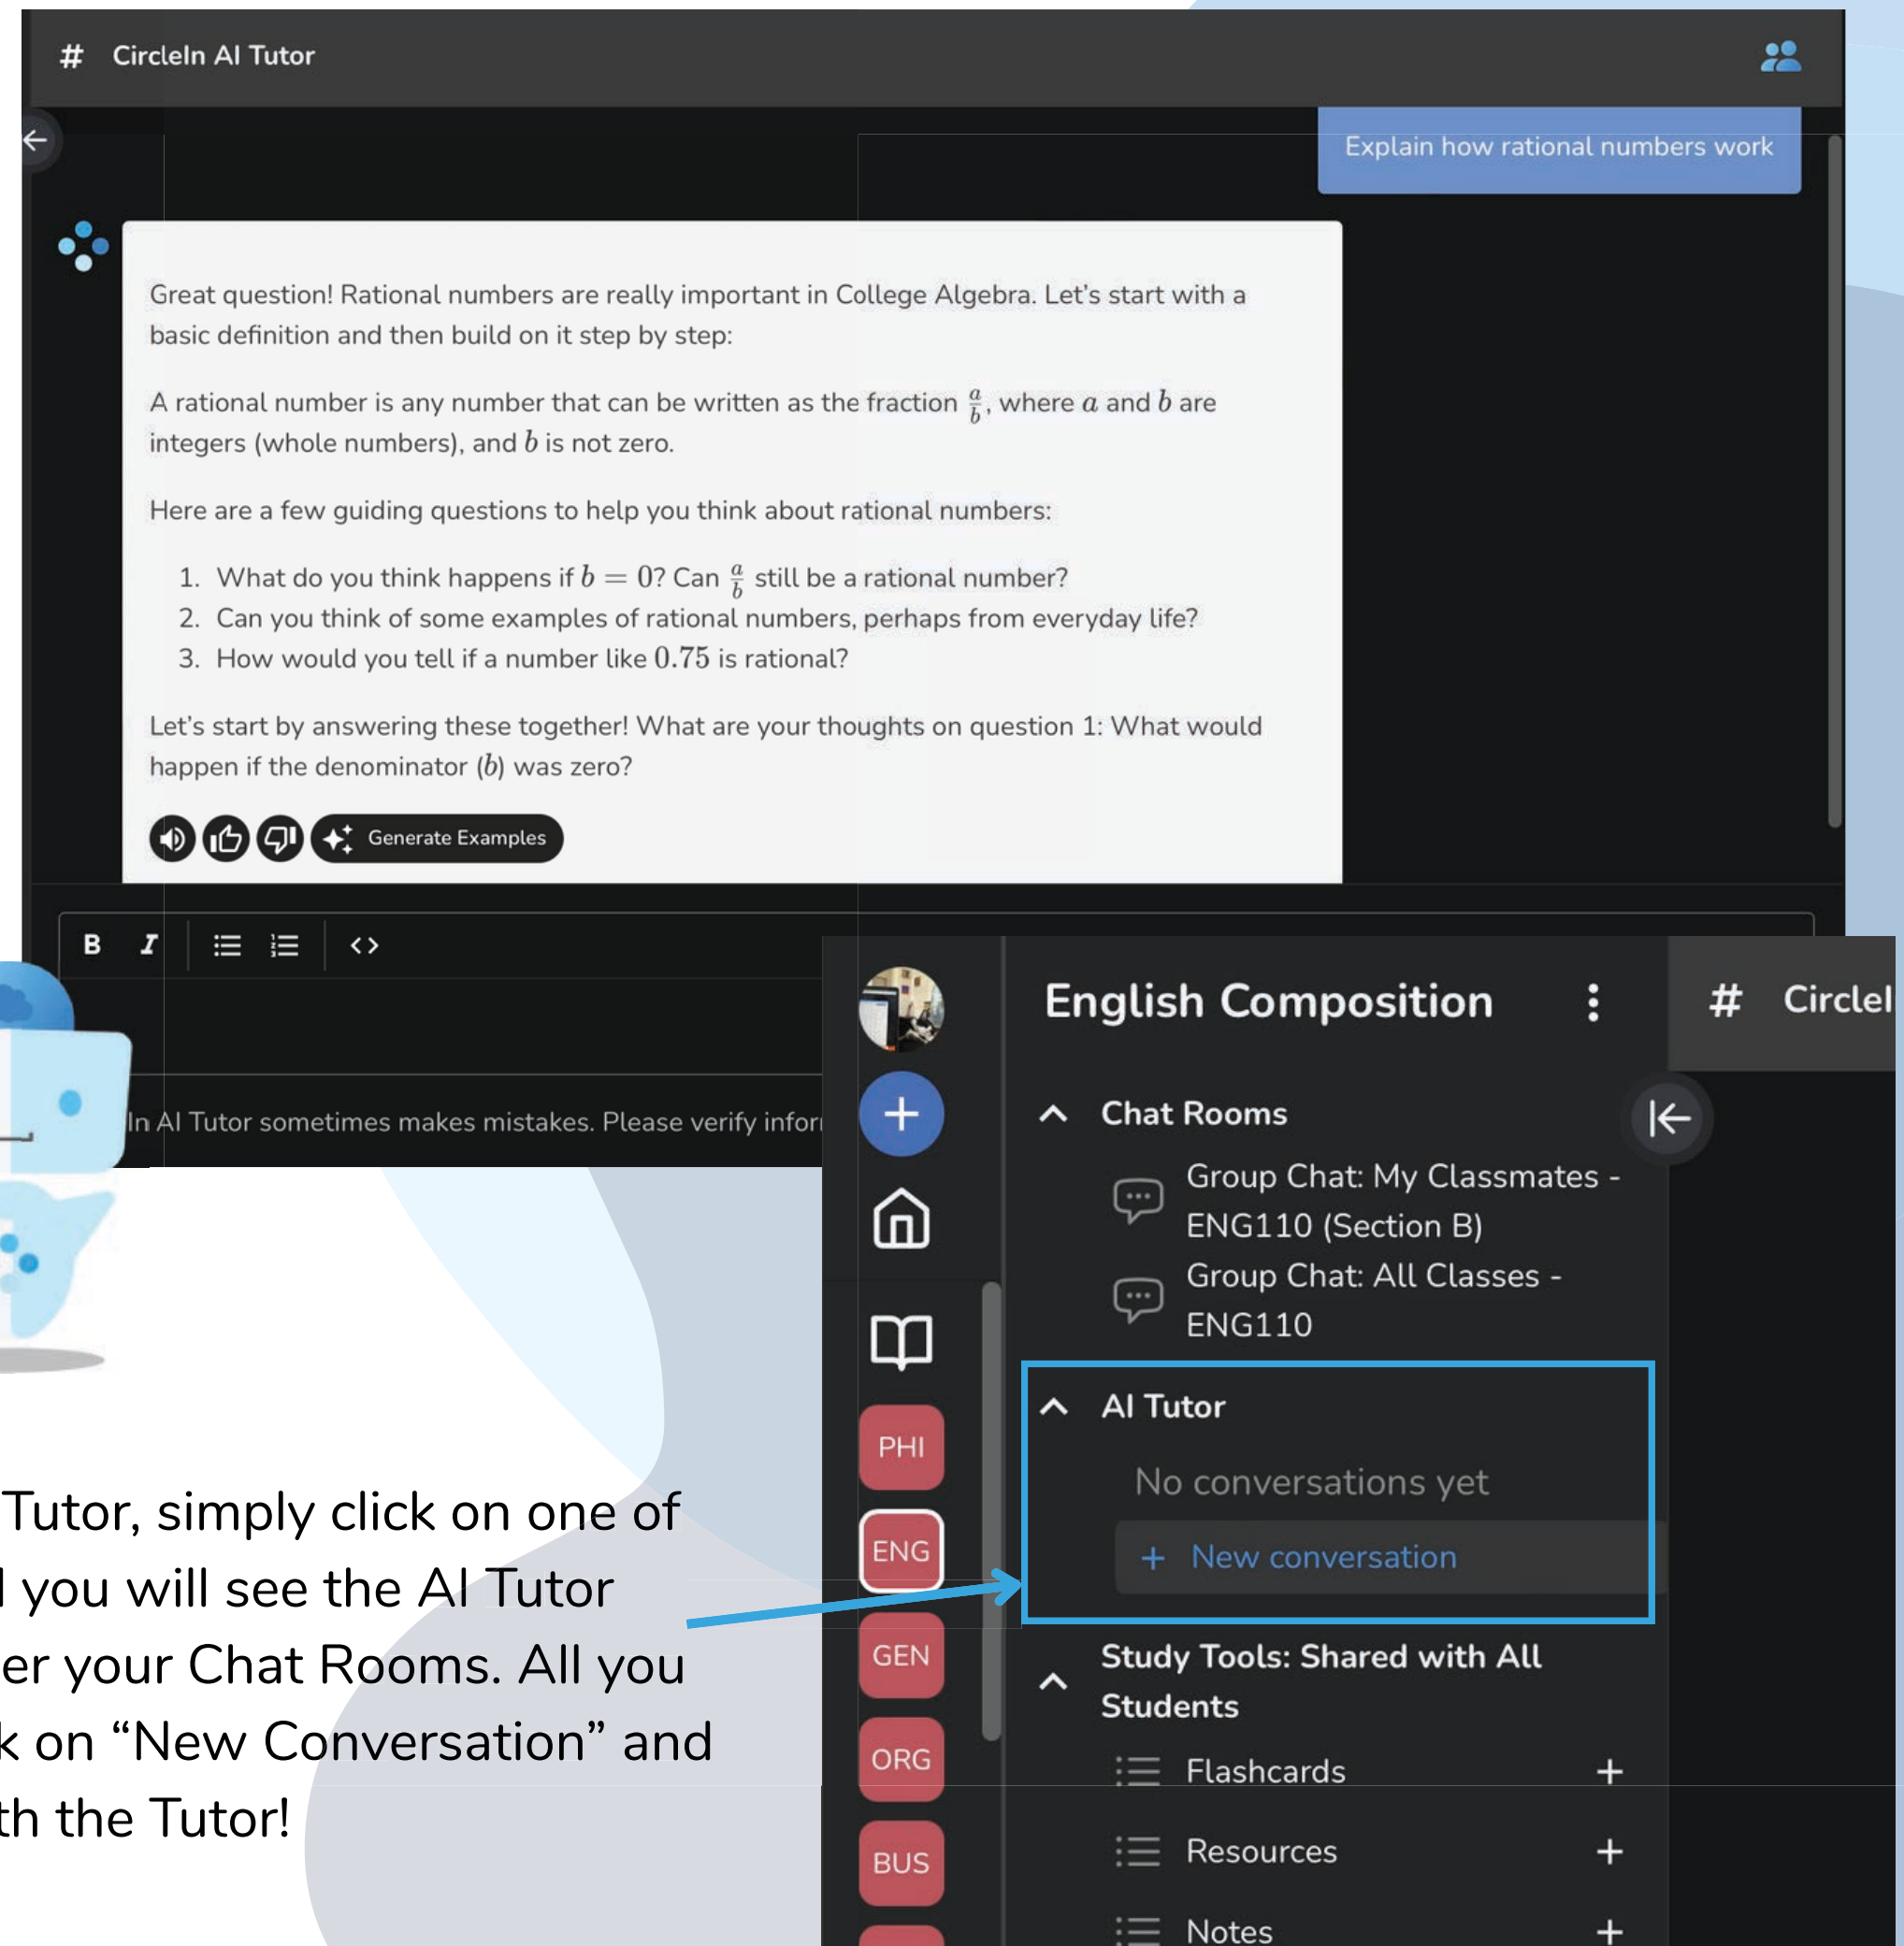 # CircleIn AI Tutor
Explain how rational numbers work
Great question! Rational numbers are really important in College Algebra. Let's start with a
basic definition and then build on it step by step:
A rational number is any number that can be written as the fraction a/b, where a and b are
integers (whole numbers), and b is not zero.
Here are a few guiding questions to help you think about rational numbers:
1. What do you think happens if b = 0? Can a/b still be a rational number?
2. Can you think of some examples of rational numbers, perhaps from everyday life?
3. How would you tell if a number like 0.75 is rational?
Let's start by answering these together! What are your thoughts on question 1: What would
happen if the denominator (b) was zero?
Generate Examples
B I
In AI Tutor sometimes makes mistakes. Please verify
English Composition
#
Chat Rooms
Group Chat: My Classmates -
ENG110 (Section B)
Group Chat: All Classes -
ENG110
AI Tutor
No conversations yet
+ New conversation
Study Tools: Shared with All
Students
Flashcards +
Resources +
Notes +
PHI
ENG
GEN
ORG
BUS
Tutor, simply click on one of
you will see the AI Tutor
your Chat Rooms. All you
on “New Conversation” and
the Tutor!